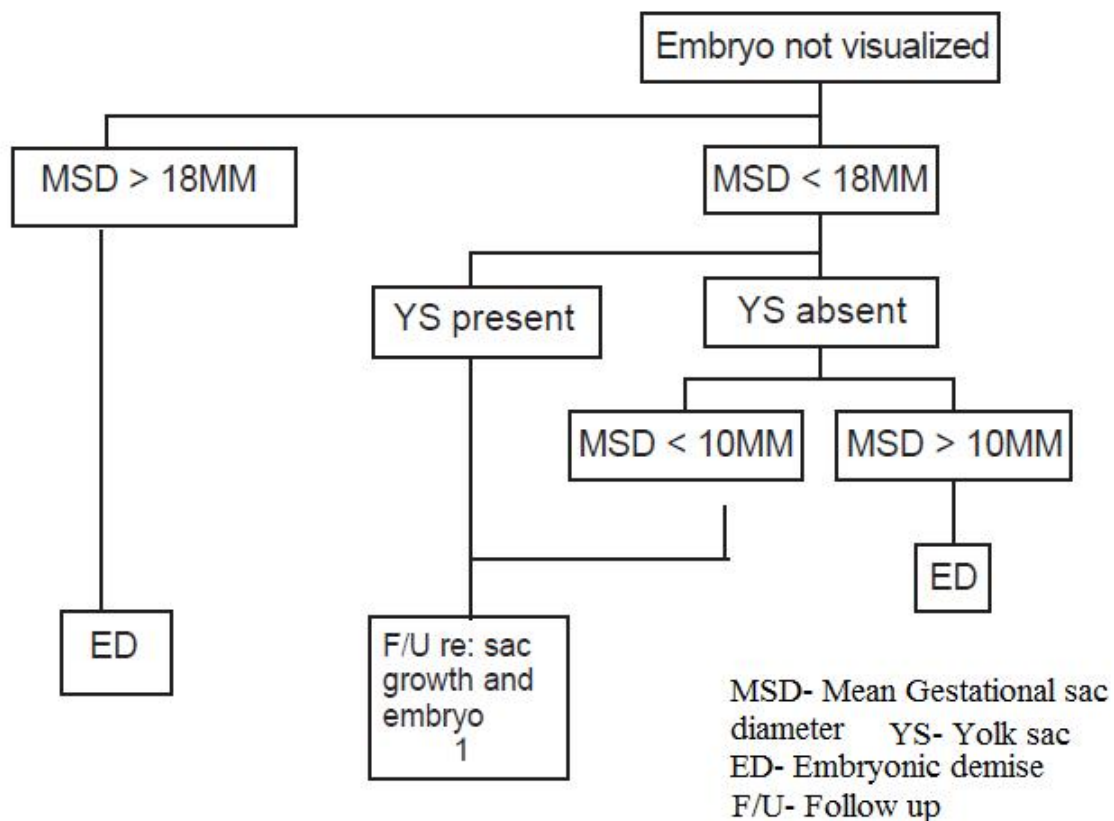 Embryo not visualized
MSD > 18MM
MSD < 18MM
YS present
YS absent
MSD < 10MM
MSD > 10MM
ED
ED
F/U re: sac
growth and
embryo
1
MSD- Mean Gestational sac
diameter YS- Yolk sac
ED- Embryonic demise
F/U- Follow up